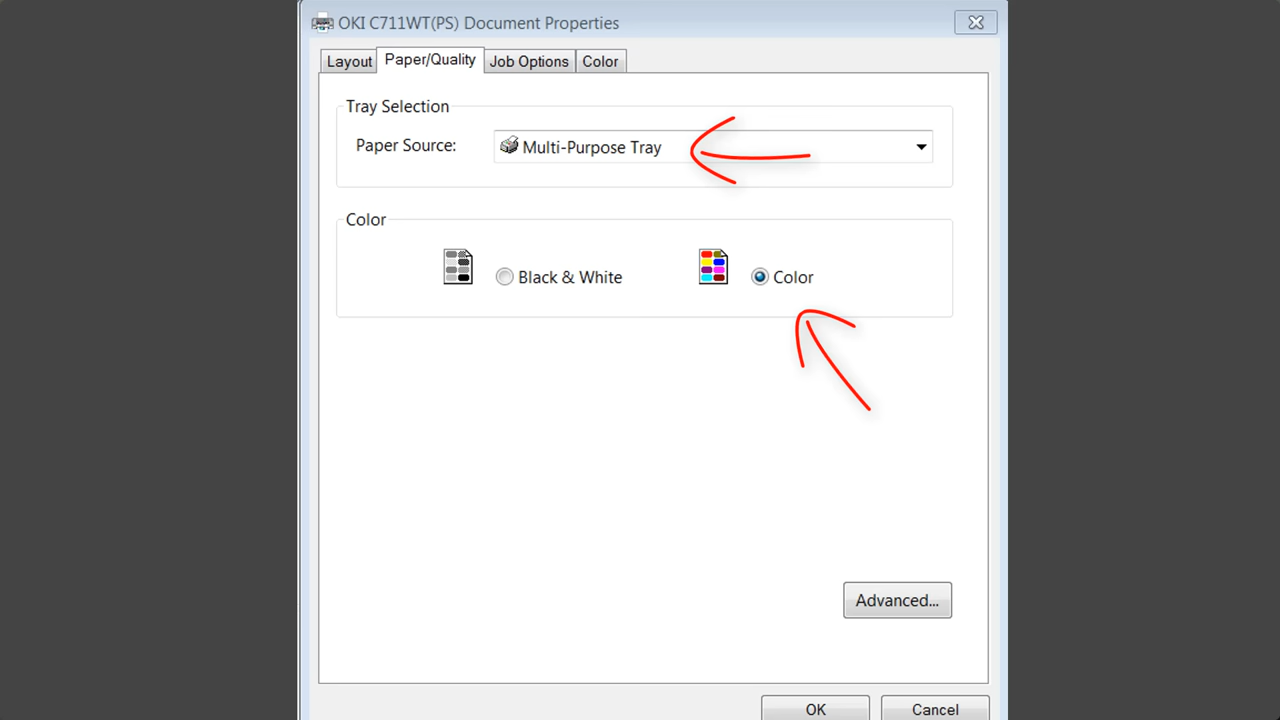 OKI C711WT(PS) Document Properties
Layout Paper/Quality Job Options Color
Tray Selection
Paper Source: Multi-Purpose Tray
Color
Black & White Color
Advanced...
OK Cancel